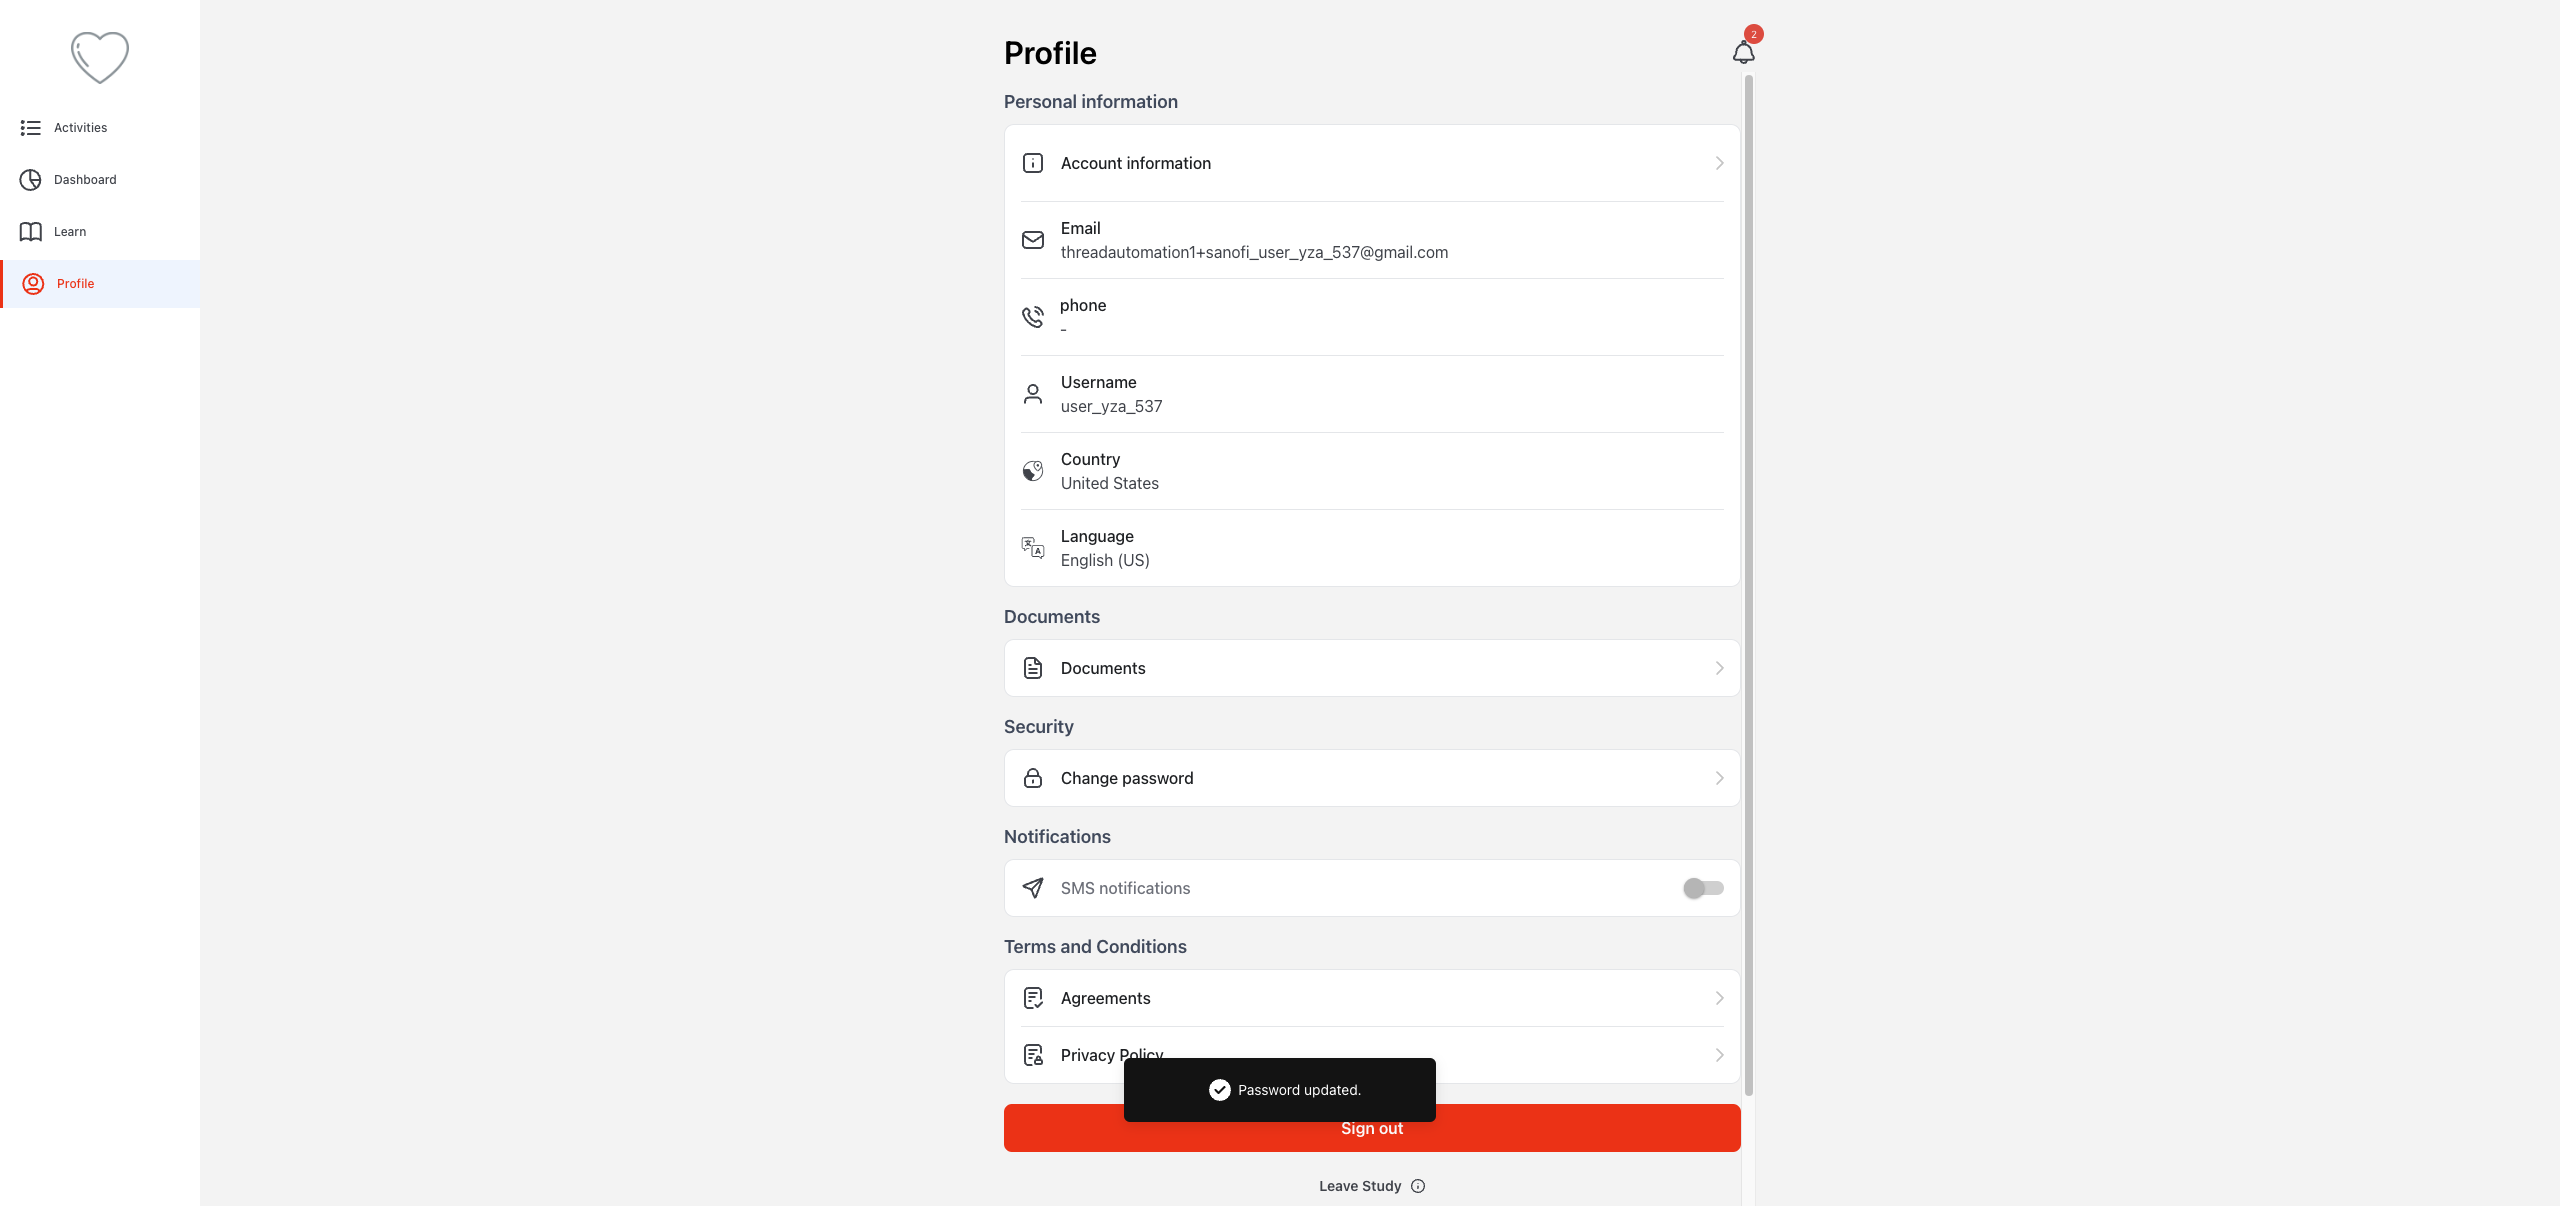 Profile
2
Activities
Dashboard
Learn
Profile
Personal information
Account information
Email
threadautomation1+sanofi_user_yza_537@gmail.com
phone
-
Username
user_yza_537
Country
United States
Language
English (US)
Documents
Documents
Security
Change password
Notifications
SMS notifications
Terms and Conditions
Agreements
Privacy Policy
Password updated.
Sign out
Leave Study